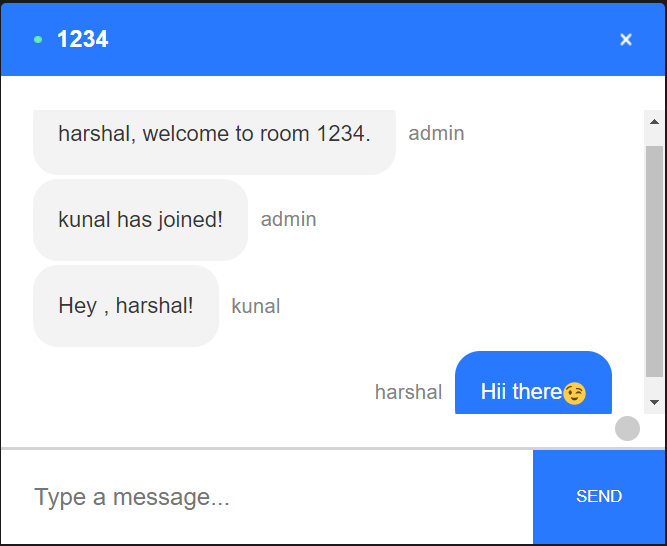 1234
harshal, welcome to room 1234. admin
kunal has joined! admin
Hey , harshal! kunal
harshal Hii there😉
Type a message...
SEND